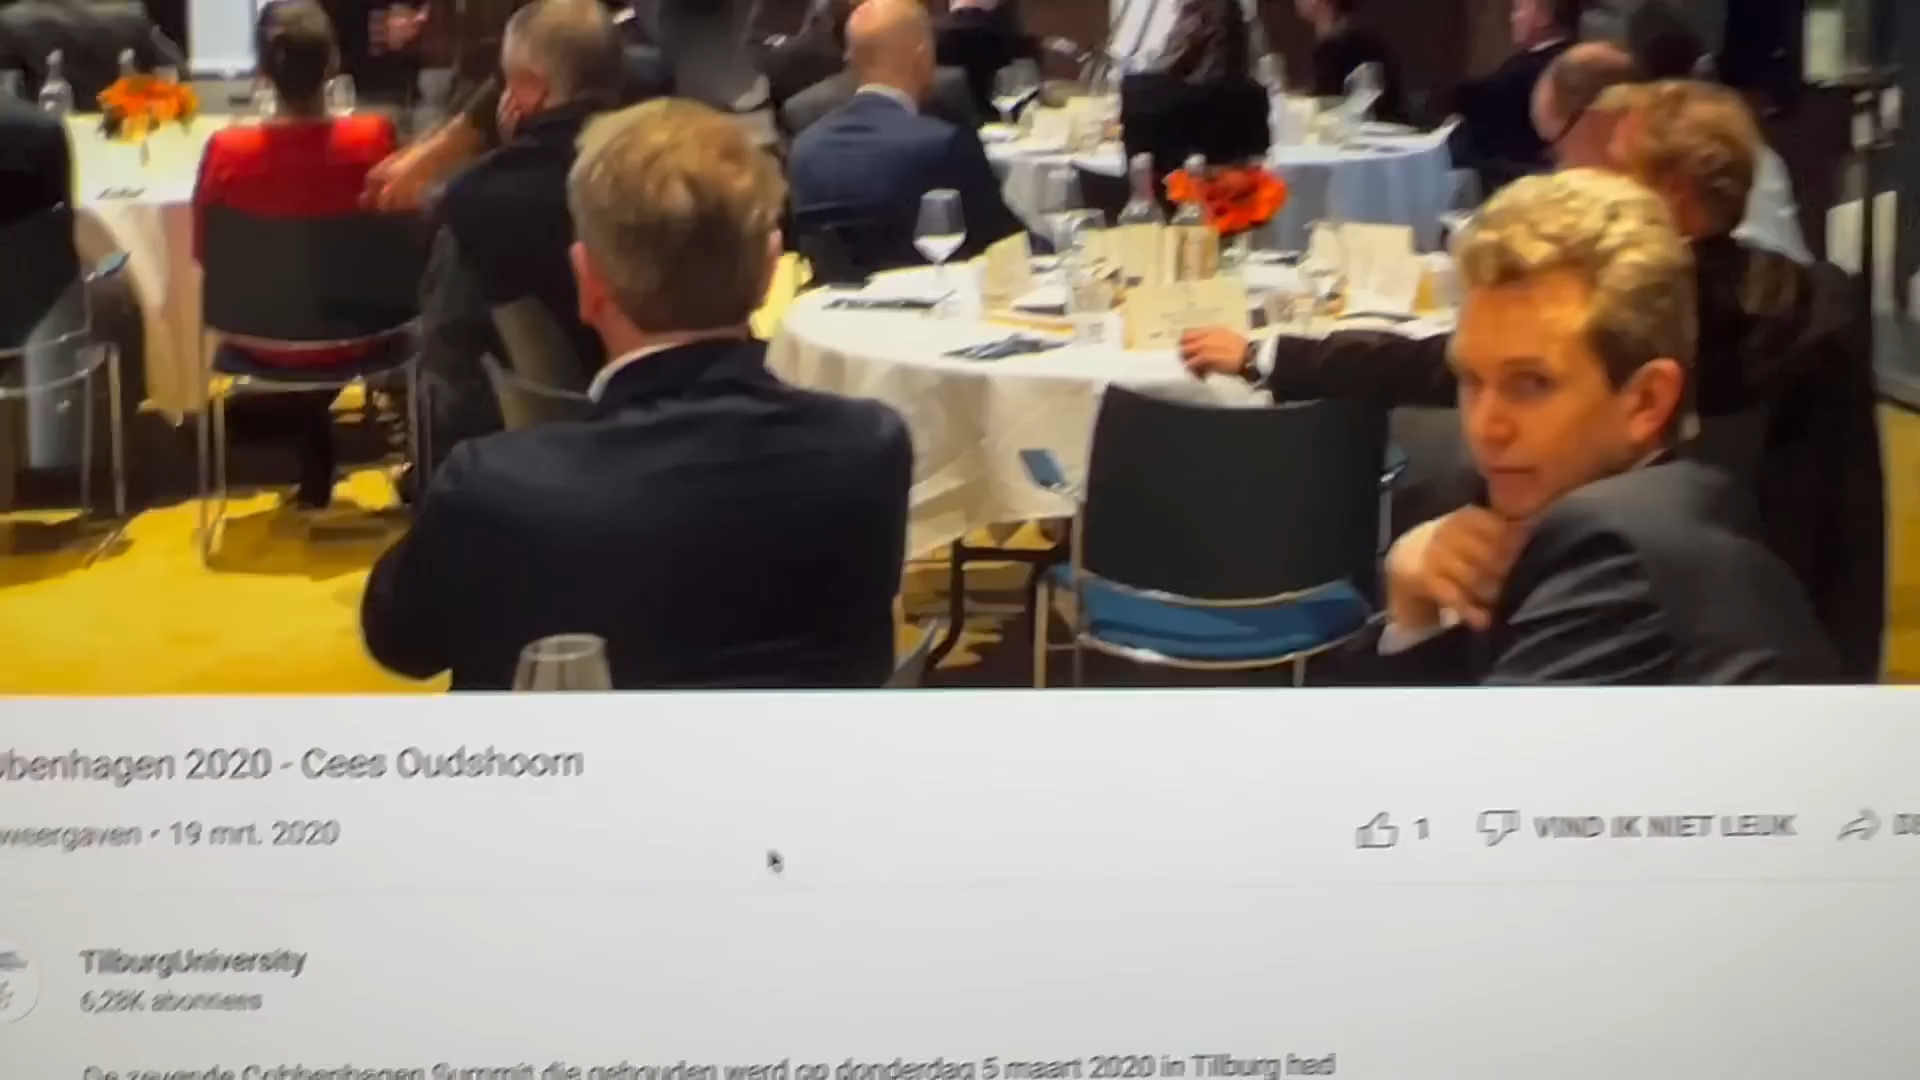 benhagen 2020 - Cees Oudshoorn
weergaven • 19 mrt. 2020
1 VIND IK NIET LEUK
TilburgUniversity
6,28K abonnees
De zevende Cobbenhagen Summit die gehouden werd op donderdag 5 maart 2020 in Tilburg had